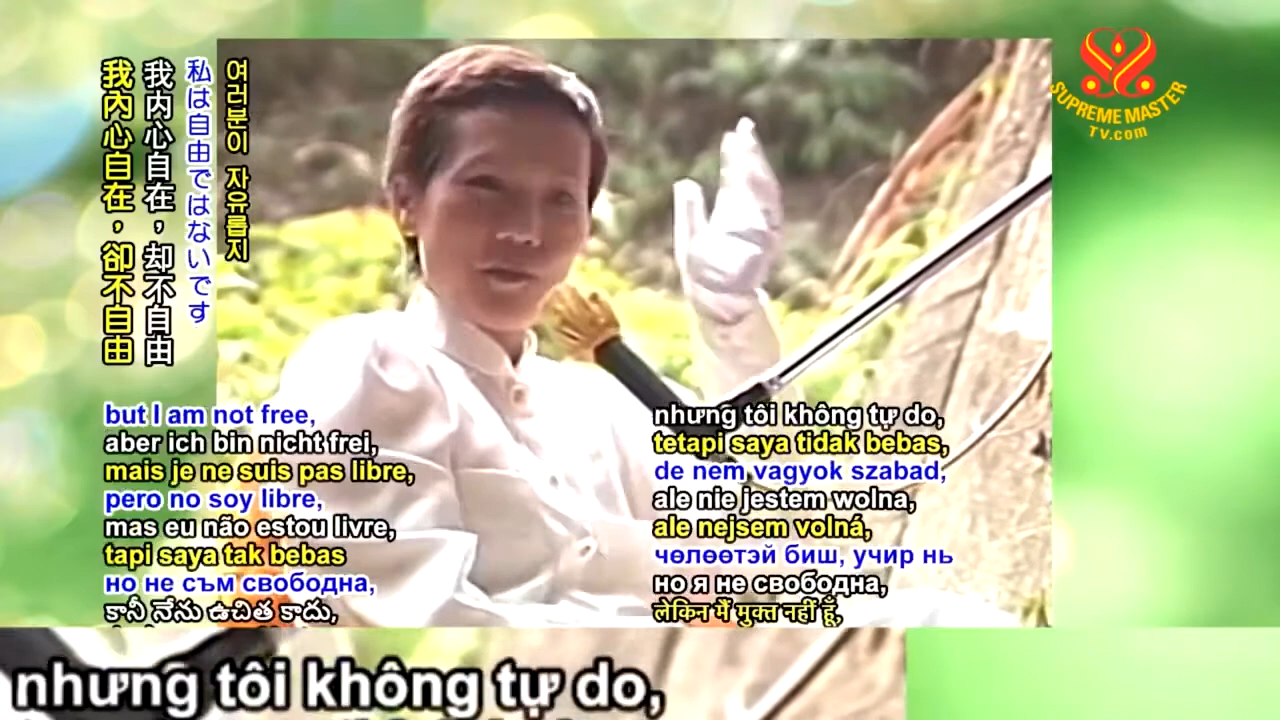 我內心自在，卻不自由
我内心自在，却不自由
私は自由ではないです
여러분이 자유롭지
SUPREME MASTER
TV.com
but I am not free,
aber ich bin nicht frei,
mais je ne suis pas libre,
pero no soy libre,
mas eu não estou livre,
tapi saya tak bebas
но не съм свободна,
కానీ నేను ఉచిత కాదు,
nhưng tôi không tự do,
tetapi saya tidak bebas,
de nem vagyok szabad,
ale nie jestem wolna,
ale nejsem volná,
чөлөөтэй биш, учир нь
но я не свободна,
लेकिन मैं मुक्त नहीं हूँ,
nhưng tôi không tự do,